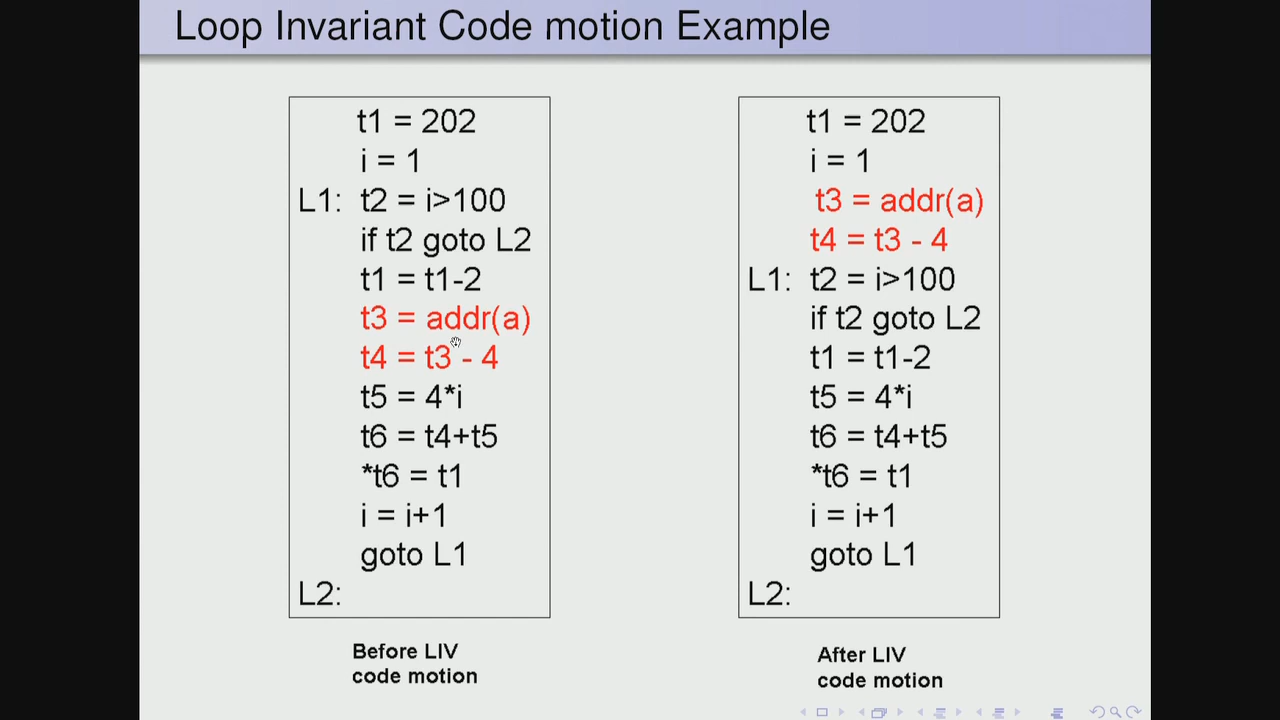 Loop Invariant Code motion Example
t1 = 202
i = 1
L1: t2 = i>100
if t2 goto L2
t1 = t1-2
t3 = addr(a)
t4 = t3 - 4
t5 = 4*i
t6 = t4+t5
*t6 = t1
i = i+1
goto L1
L2:
Before LIV
code motion
t1 = 202
i = 1
t3 = addr(a)
t4 = t3 - 4
L1: t2 = i>100
if t2 goto L2
t1 = t1-2
t5 = 4*i
t6 = t4+t5
*t6 = t1
i = i+1
goto L1
L2:
After LIV
code motion